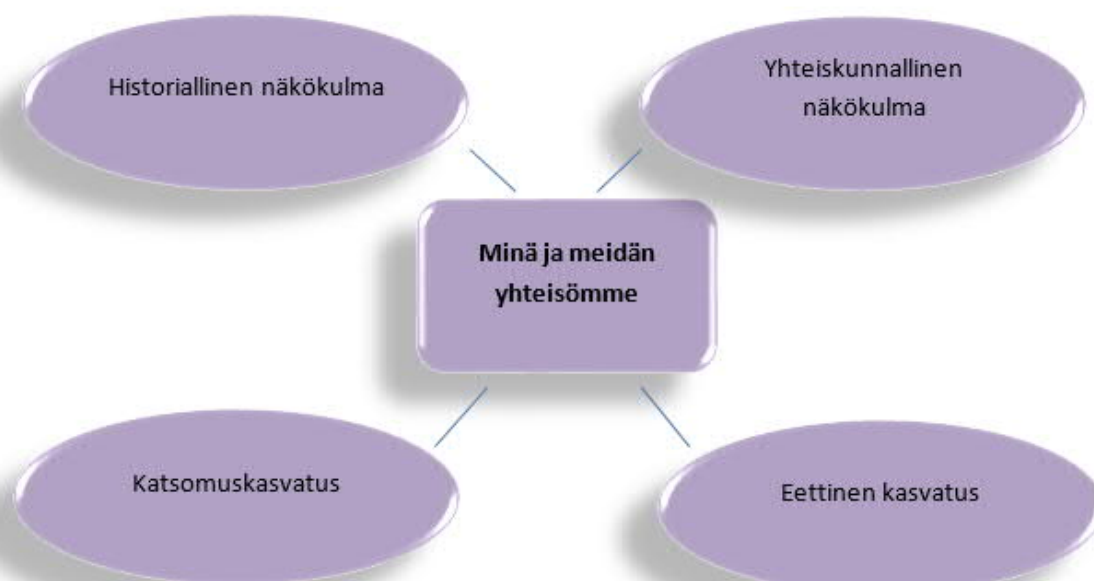 Historiallinen näkökulma
Yhteiskunnallinen
näkökulma
Minä ja meidän
yhteisömme
Katsomuskasvatus
Eettinen kasvatus